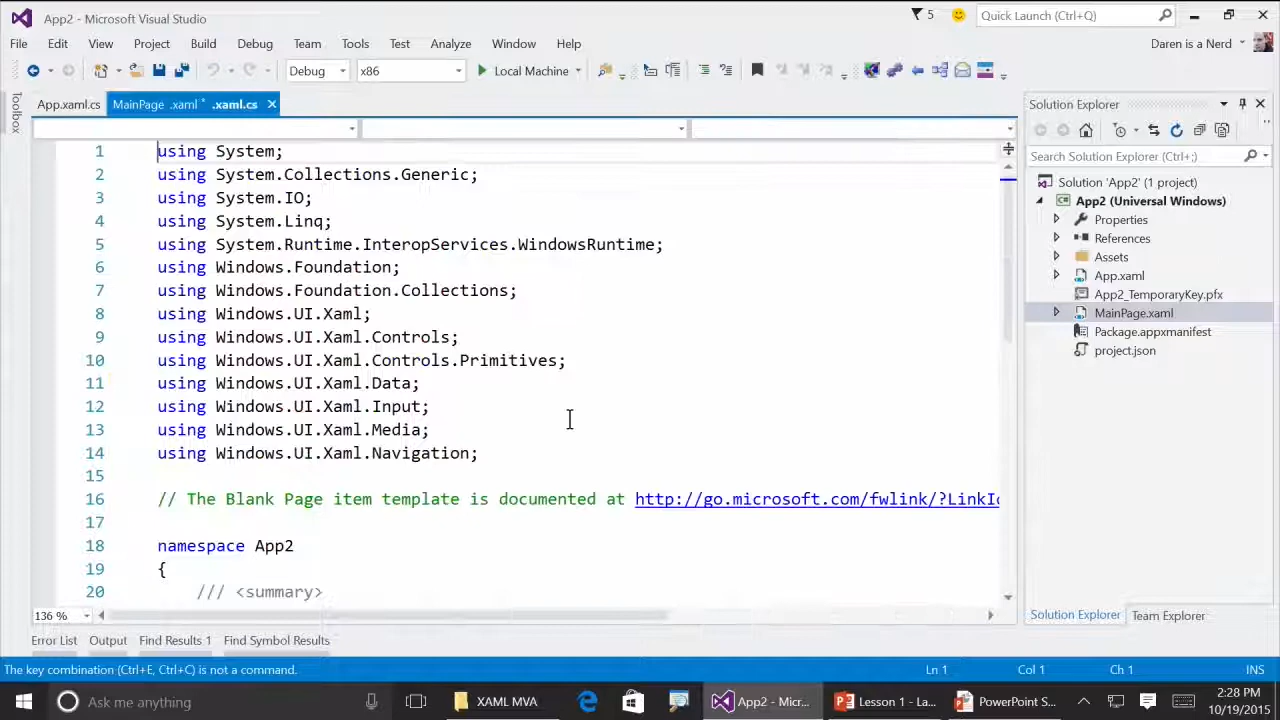 App2 - Microsoft Visual Studio
5
Quick Launch (Ctrl+Q)
File Edit View Project Build Debug Team Tools Test Analyze Window Help
Daren is a Nerd
Debug x86 Local Machine
App.xaml.cs MainPage .xaml * .xaml.cs
Toolbox
1 using System;
2 using System.Collections.Generic;
3 using System.IO;
4 using System.Linq;
5 using System.Runtime.InteropServices.WindowsRuntime;
6 using Windows.Foundation;
7 using Windows.Foundation.Collections;
8 using Windows.UI.Xaml;
9 using Windows.UI.Xaml.Controls;
10 using Windows.UI.Xaml.Controls.Primitives;
11 using Windows.UI.Xaml.Data;
12 using Windows.UI.Xaml.Input;
13 using Windows.UI.Xaml.Media;
14 using Windows.UI.Xaml.Navigation;
15
16 // The Blank Page item template is documented at http://go.microsoft.com/fwlink/?LinkI
17
18 namespace App2
19 {
20 /// <summary>
136 %
Solution Explorer
Search Solution Explorer (Ctrl+;)
Solution 'App2' (1 project)
App2 (Universal Windows)
Properties
References
Assets
App.xaml
App2_TemporaryKey.pfx
MainPage.xaml
Package.appxmanifest
project.json
Solution Explorer Team Explorer
Error List Output Find Results 1 Find Symbol Results
The key combination (Ctrl+E, Ctrl+C) is not a command.
Ln 1 Col 1 Ch 1 INS
Ask me anything
XAML MVA
App2 - Micr...
Lesson 1 - La...
PowerPoint S...
2:28 PM
10/19/2015